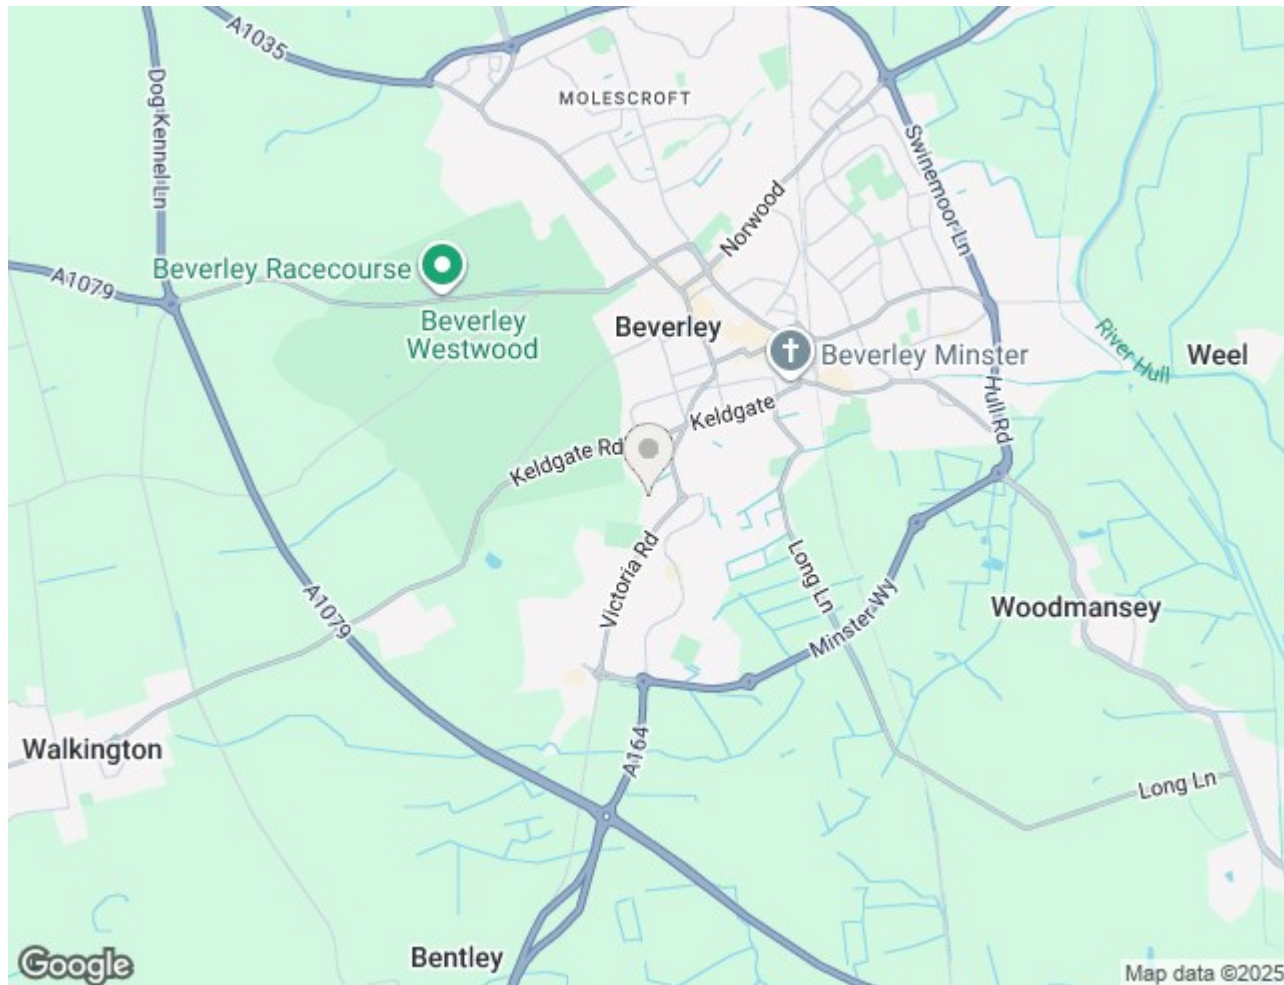 A1035
MOLESCROFT
Dog Kennel Ln
Swinemoor Ln
Norwood
Beverley Racecourse
A1079
Beverley
Westwood
Beverley
Beverley Minster
River Hull
Weel
Keldgate
Hull Rd
Keldgate Rd
Victoria Rd
Long Ln
Minster Wy
Woodmansey
A1079
Walkington
A164
Long Ln
Bentley
Google
Map data ©2025